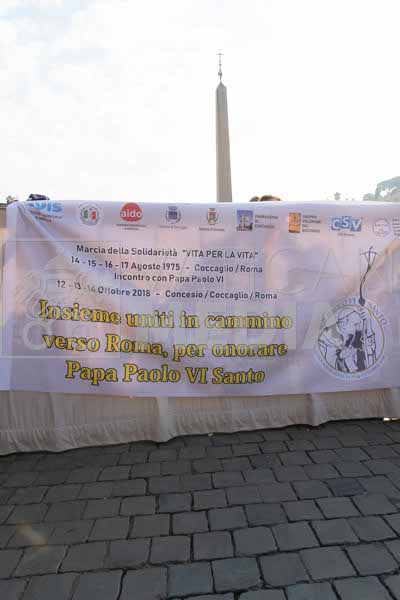 AVIS
aido
CSV
Marcia della Solidarietà "VITA PER LA VITA"
14 - 15 - 16 - 17 Agosto 1975 - Coccaglio / Roma
Incontro con Papa Paolo VI
12 - 13 - 14 Ottobre 2018 - Concesio / Coccaglio / Roma
Insieme uniti in cammino
verso Roma, per onorare
Papa Paolo VI Santo